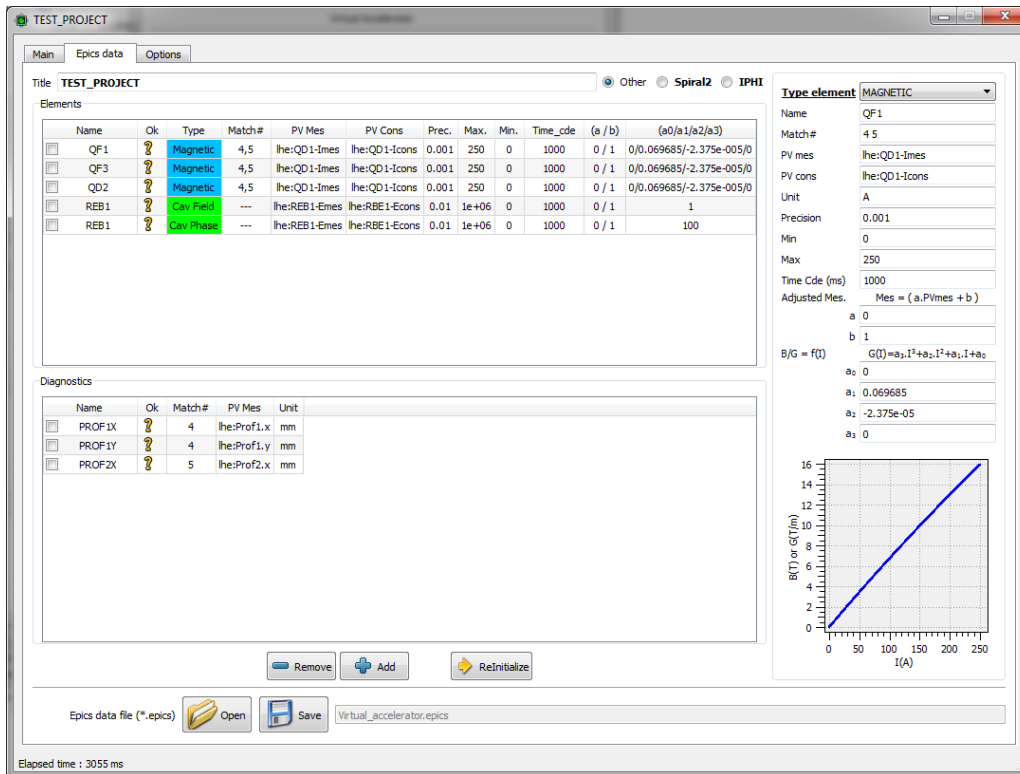 TEST_PROJECT
Virtual Accelerator
Main Epics data Options
Title TEST_PROJECT Other Spiral2 IPHI
Elements
Name Ok Type Match# PV Mes PV Cons Prec. Max. Min. Time_cde (a / b) (a0/a1/a2/a3)
QF1 ? Magnetic 4,5 lhe:QD1-Imes lhe:QD1-Icons 0.001 250 0 1000 0 / 1 0/0.069685/-2.375e-005/0
QF3 ? Magnetic 4,5 lhe:QD1-Imes lhe:QD1-Icons 0.001 250 0 1000 0 / 1 0/0.069685/-2.375e-005/0
QD2 ? Magnetic 4,5 lhe:QD1-Imes lhe:QD1-Icons 0.001 250 0 1000 0 / 1 0/0.069685/-2.375e-005/0
REB1 ? Cav Field --- lhe:REB1-Emes lhe:RBE1-Econs 0.01 1e+06 0 1000 0 / 1 1
REB1 ? Cav Phase --- lhe:REB1-Emes lhe:RBE1-Econs 0.01 1e+06 0 1000 0 / 1 100
Diagnostics
Name Ok Match# PV Mes Unit
PROF1X ? 4 lhe:Prof1.x mm
PROF1Y ? 4 lhe:Prof1.y mm
PROF2X ? 5 lhe:Prof2.x mm
Remove Add ReInitialize
Epics data file (*.epics) Open Save Virtual_accelerator.epics
Elapsed time : 3055 ms
Type element MAGNETIC
Name QF1
Match# 4 5
PV mes lhe:QD1-Imes
PV cons lhe:QD1-Icons
Unit A
Precision 0.001
Min 0
Max 250
Time Cde (ms) 1000
Adjusted Mes. Mes = ( a.PVmes + b )
a 0
b 1
B/G = f(I) G(I)=a₃.I³+a₂.I²+a₁.I+a₀
a₀ 0
a₁ 0.069685
a₂ -2.375e-05
a₃ 0
B(T) or G(T/m)
16
14
12
10
8
6
4
2
0
0 50 100 150 200 250
I(A)